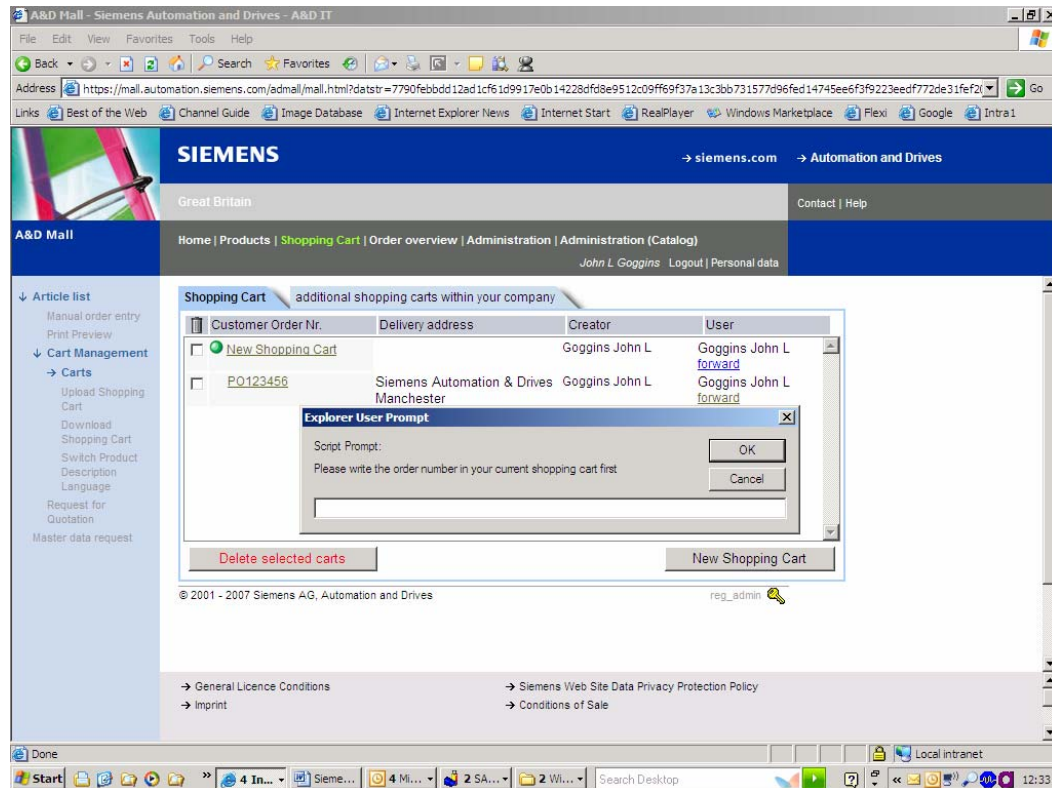 A&D Mall - Siemens Automation and Drives - A&D IT
File Edit View Favorites Tools Help
Back Search Favorites
Address https://mall.automation.siemens.com/admall/mall.html?
Go
Links Best of the Web Channel Guide Image Database Internet Explorer News Internet Start RealPlayer Windows Marketplace Flexi Google Intra1
SIEMENS
→ siemens.com → Automation and Drives
Great Britain
Contact | Help
A&D Mall
Home | Products | Shopping Cart | Order overview | Administration | Administration (Catalog)
John L Goggins Logout | Personal data
↓ Article list
Manual order entry
Print Preview
↓ Cart Management
→ Carts
Upload Shopping
Cart
Download
Shopping Cart
Switch Product
Description
Language
Request for
Quotation
Master data request
Shopping Cart additional shopping carts within your company
Customer Order Nr. Delivery address Creator User
New Shopping Cart Goggins John L Goggins John L
forward
PO123456 Siemens Automation & Drives Goggins John L Goggins John L
Manchester forward
Explorer User Prompt
Script Prompt:
OK
Please write the order number in your current shopping cart first
Cancel
Delete selected carts New Shopping Cart
© 2001 - 2007 Siemens AG, Automation and Drives reg_admin
→ General Licence Conditions → Siemens Web Site Data Privacy Protection Policy
→ Imprint → Conditions of Sale
Done Local intranet
Start » 4 In... Sieme... 4 Mi... 2 SA... 2 Wi... Search Desktop « 12:33